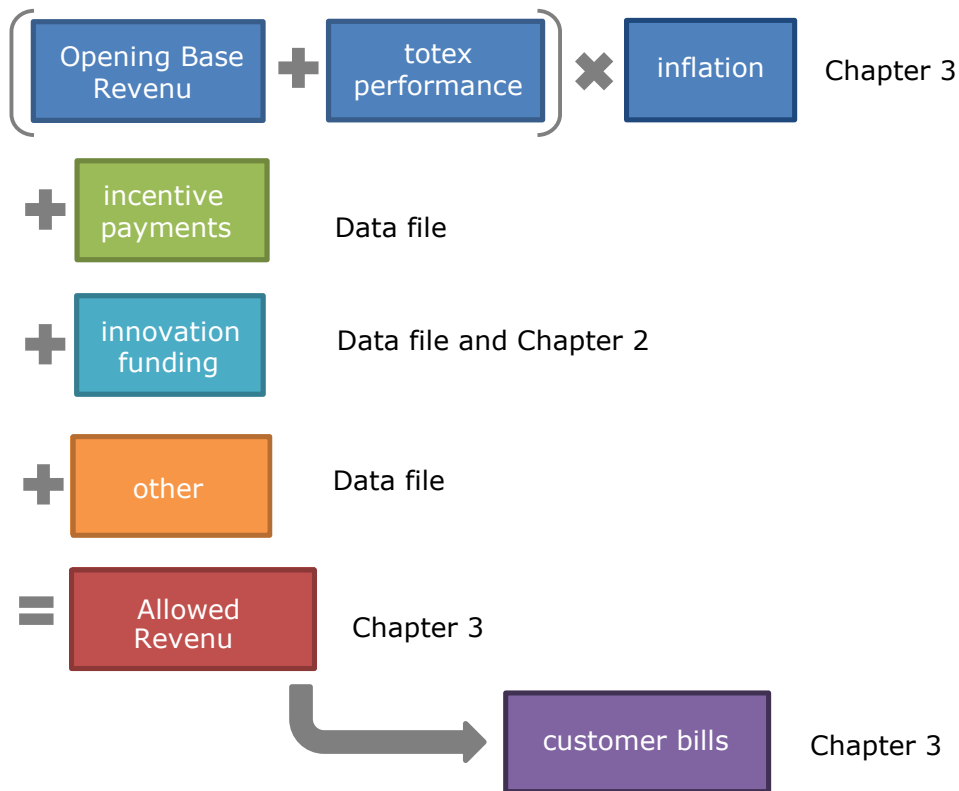 Opening Base
Revenu
totex
performance
inflation
Chapter 3
incentive
payments
Data file
innovation
funding
Data file and Chapter 2
other
Data file
Allowed
Revenu
Chapter 3
customer bills
Chapter 3